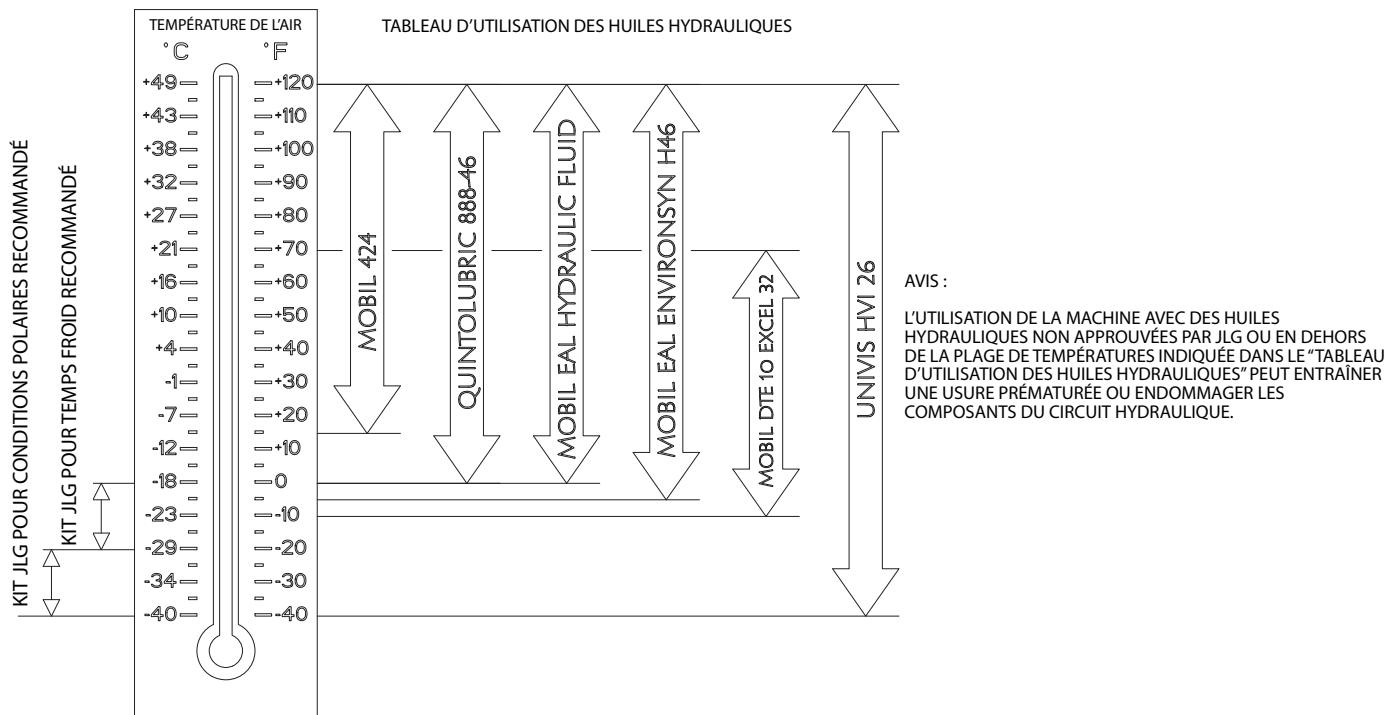 TEMPÉRATURE DE L'AIR
TABLEAU D'UTILISATION DES HUILES HYDRAULIQUES
°C °F
+49 +120
+43 +110
+38 +100
+32 +90
+27 +80
+21 +70
+16 +60
+10 +50
+4 +40
-1 +30
-7 +20
-12 +10
-18 0
-23 -10
-29 -20
-34 -30
-40 -40
KIT JLG POUR CONDITIONS POLAIRES RECOMMANDÉ
KIT JLG POUR TEMPS FROID RECOMMANDÉ
MOBIL 424
QUINTOLUBRIC 888-46
MOBIL EAL HYDRAULIC FLUID
MOBIL EAL ENVIRONSYN H46
MOBIL DTE 10 EXCEL 32
UNIVIS HVI 26
AVIS :
L'UTILISATION DE LA MACHINE AVEC DES HUILES
HYDRAULIQUES NON APPROUVÉES PAR JLG OU EN DEHORS
DE LA PLAGE DE TEMPÉRATURES INDIQUÉE DANS LE "TABLEAU
D'UTILISATION DES HUILES HYDRAULIQUES" PEUT ENTRAÎNER
UNE USURE PRÉMATURÉE OU ENDOMMAGER LES
COMPOSANTS DU CIRCUIT HYDRAULIQUE.